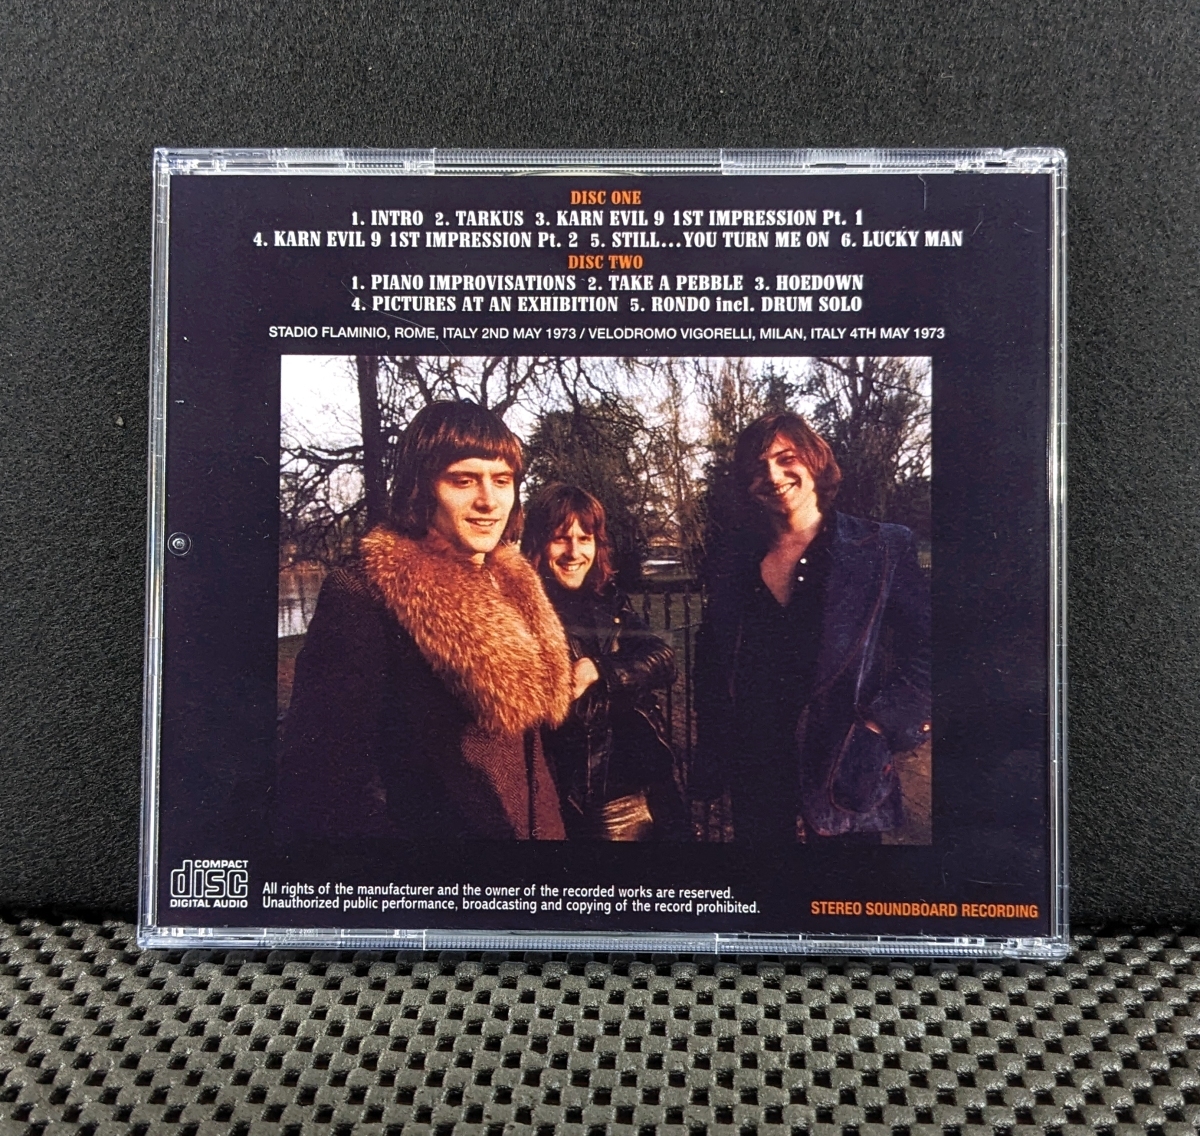 DISC ONE
1. INTRO 2. TARKUS 3. KARN EVIL 9 1ST IMPRESSION Pt. 1
4. KARN EVIL 9 1ST IMPRESSION Pt. 2 5. STILL...YOU TURN ME ON 6. LUCKY MAN
DISC TWO
1. PIANO IMPROVISATIONS 2. TAKE A PEBBLE 3. HOEDOWN
4. PICTURES AT AN EXHIBITION 5. RONDO incl. DRUM SOLO
STADIO FLAMINIO, ROME, ITALY 2ND MAY 1973 / VELODROMO VIGORELLI, MILAN, ITALY 4TH MAY 1973
COMPACT
disc
DIGITAL AUDIO
All rights of the manufacturer and the owner of the recorded works are reserved.
Unauthorized public performance, broadcasting and copying of the record prohibited.
STEREO SOUNDBOARD RECORDING